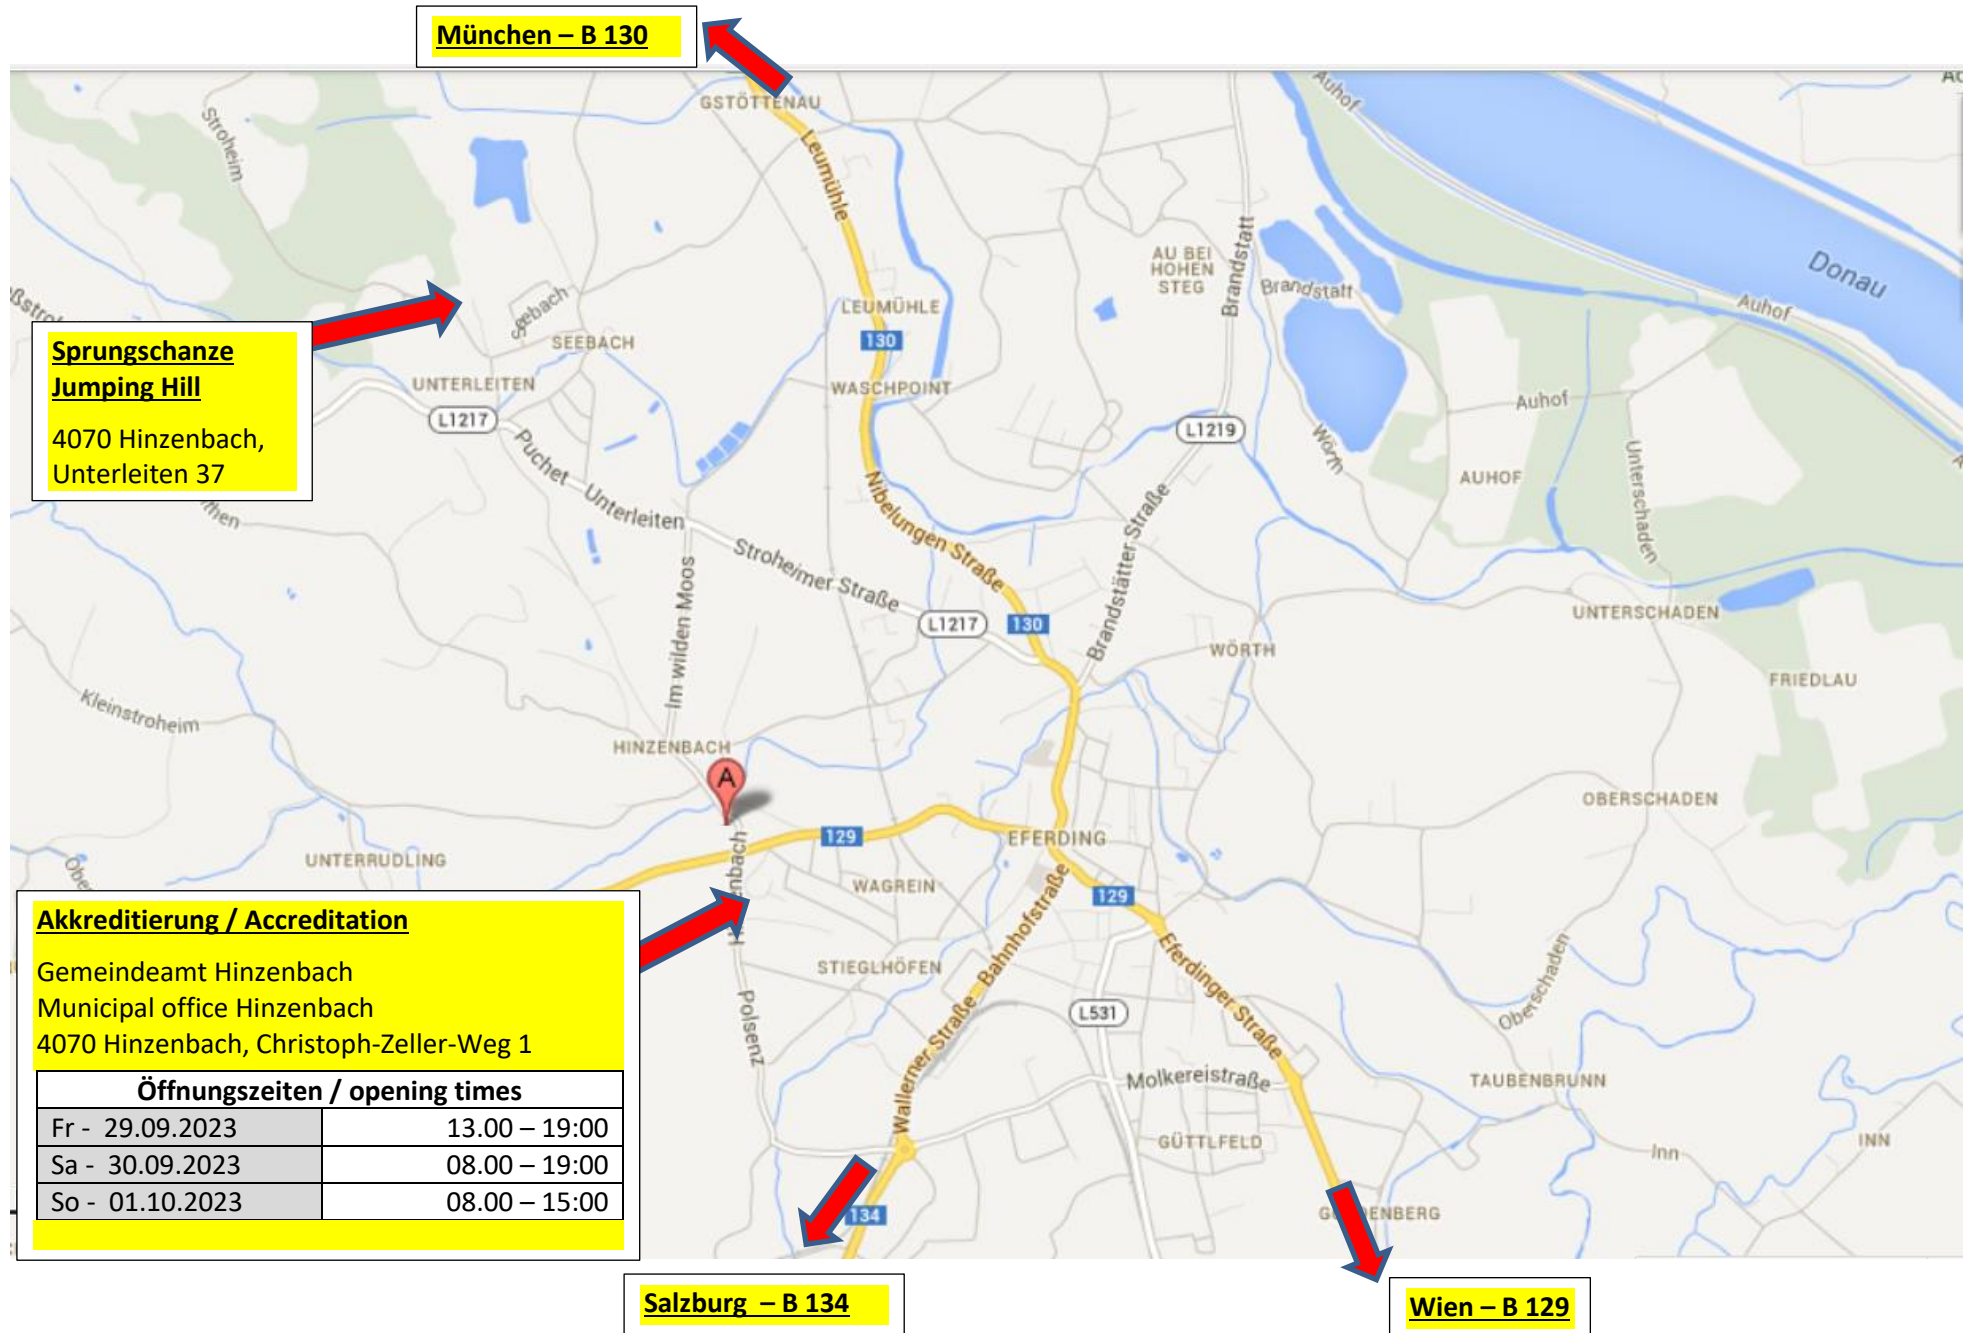 München – B 130
GSTÖTTENAU
Auhof
Stroheim
Leumühle
Donau
AU BEI
HOHEN
STEG
Brandstatt
Brandstatt
Auhof
LEUMÜHLE
Seebach
SEEBACH
130
Sprungschanze
Jumping Hill
4070 Hinzenbach,
Unterleiten 37
UNTERLEITEN
WASCHPOINT
Auhof
L1217
L1219
Wörth
Puchet
Unterleiten
AUHOF
Unterschaden
Nibelungen Straße
Stroheimer Straße
Brandstätter Straße
Im wilden Moos
L1217
130
UNTERSCHADEN
WÖRTH
FRIEDLAU
Kleinstroheim
HINZENBACH
A
OBERSCHADEN
129
EFERDING
UNTERRUDLING
WAGREIN
129
Akkreditierung / Accreditation
Gemeindeamt Hinzenbach
Municipal office Hinzenbach
4070 Hinzenbach, Christoph-Zeller-Weg 1
Öffnungszeiten / opening times
Fr - 29.09.2023 13.00 – 19:00
Sa - 30.09.2023 08.00 – 19:00
So - 01.10.2023 08.00 – 15:00
STIEGLHÖFEN
Bahnhofstraße
Wallerner Straße
Eferdinger Straße
Polsenz
L531
Oberschaden
Molkereistraße
TAUBENBRUNN
GÜTTLFELD
Inn
INN
134
Salzburg – B 134
Wien – B 129